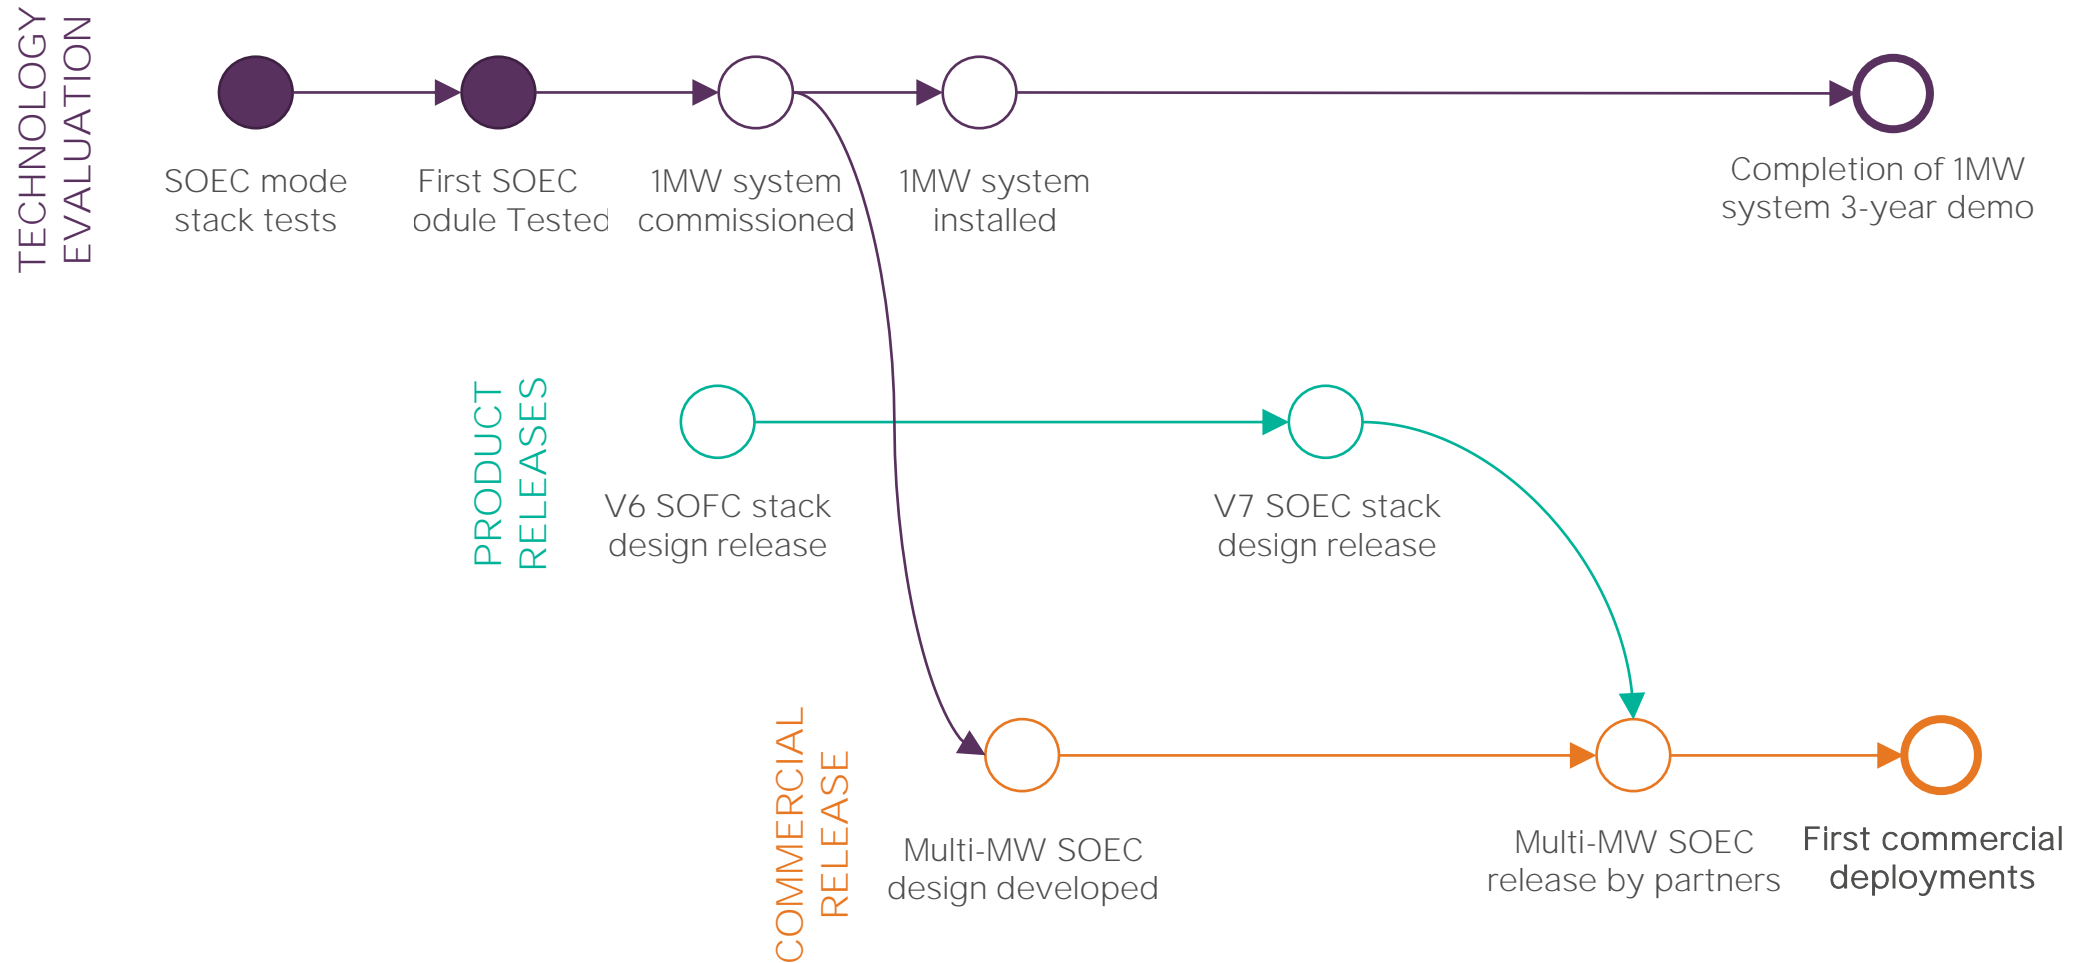 TECHNOLOGY
EVALUATION
SOEC mode
stack tests
First SOEC
odule Tested
1MW system
commissioned
1MW system
installed
Completion of 1MW
system 3-year demo
PRODUCT
RELEASES
V6 SOFC stack
design release
V7 SOEC stack
design release
COMMERCIAL
RELEASE
Multi-MW SOEC
design developed
Multi-MW SOEC
release by partners
First commercial
deployments